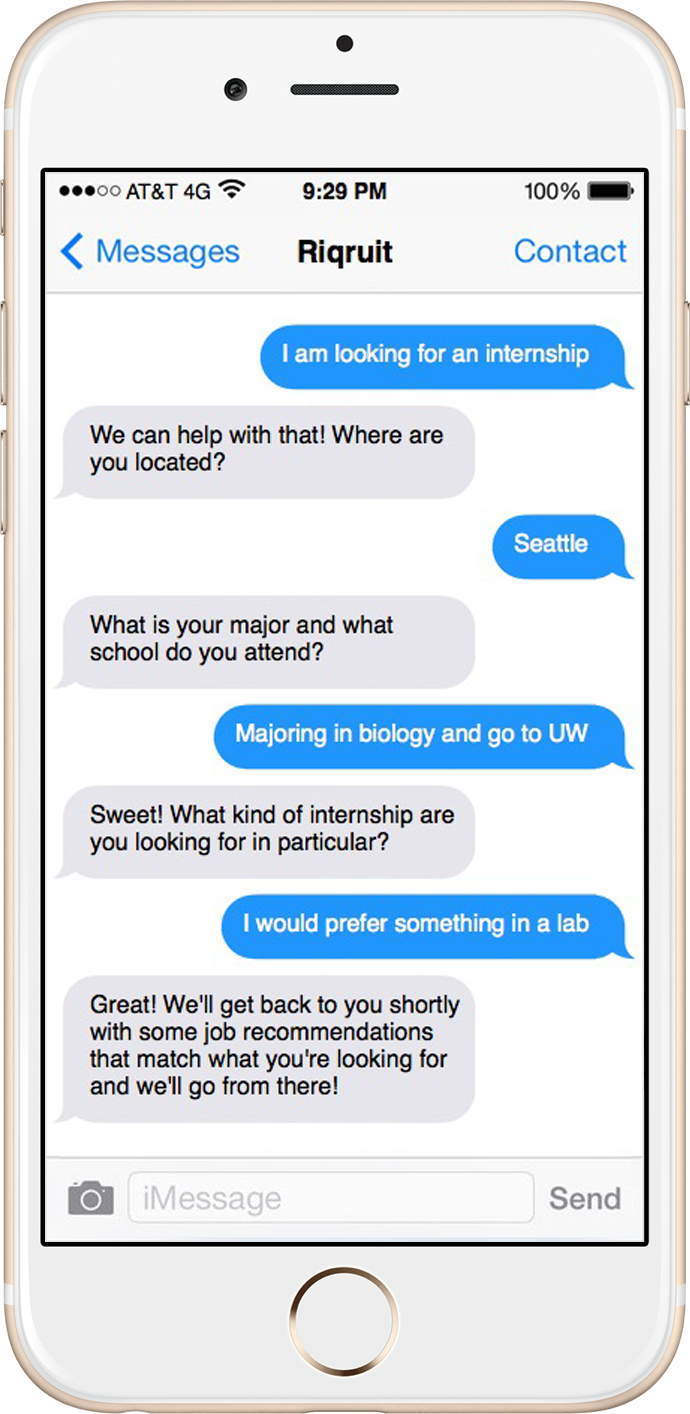 AT&T 4G 9:29 PM 100%
Messages Riqruit Contact
I am looking for an internship
We can help with that! Where are
you located?
Seattle
What is your major and what
school do you attend?
Majoring in biology and go to UW
Sweet! What kind of internship are
you looking for in particular?
I would prefer something in a lab
Great! We'll get back to you shortly
with some job recommendations
that match what you're looking for
and we'll go from there!
iMessage Send